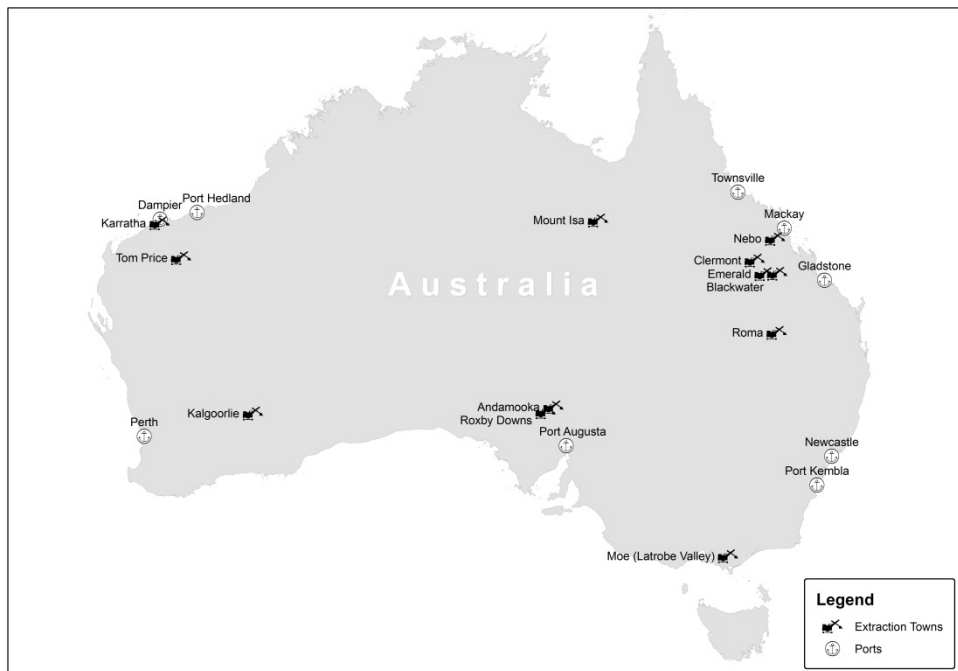 Townsville
Port Hedland
Dampier
Karratha
Mount Isa
Mackay
Nebo
Tom Price
Clermont
Emerald
Blackwater
Gladstone
Australia
Roma
Andamooka
Roxby Downs
Kalgoorlie
Perth
Port Augusta
Newcastle
Port Kembla
Moe (Latrobe Valley)
Legend
Extraction Towns
Ports